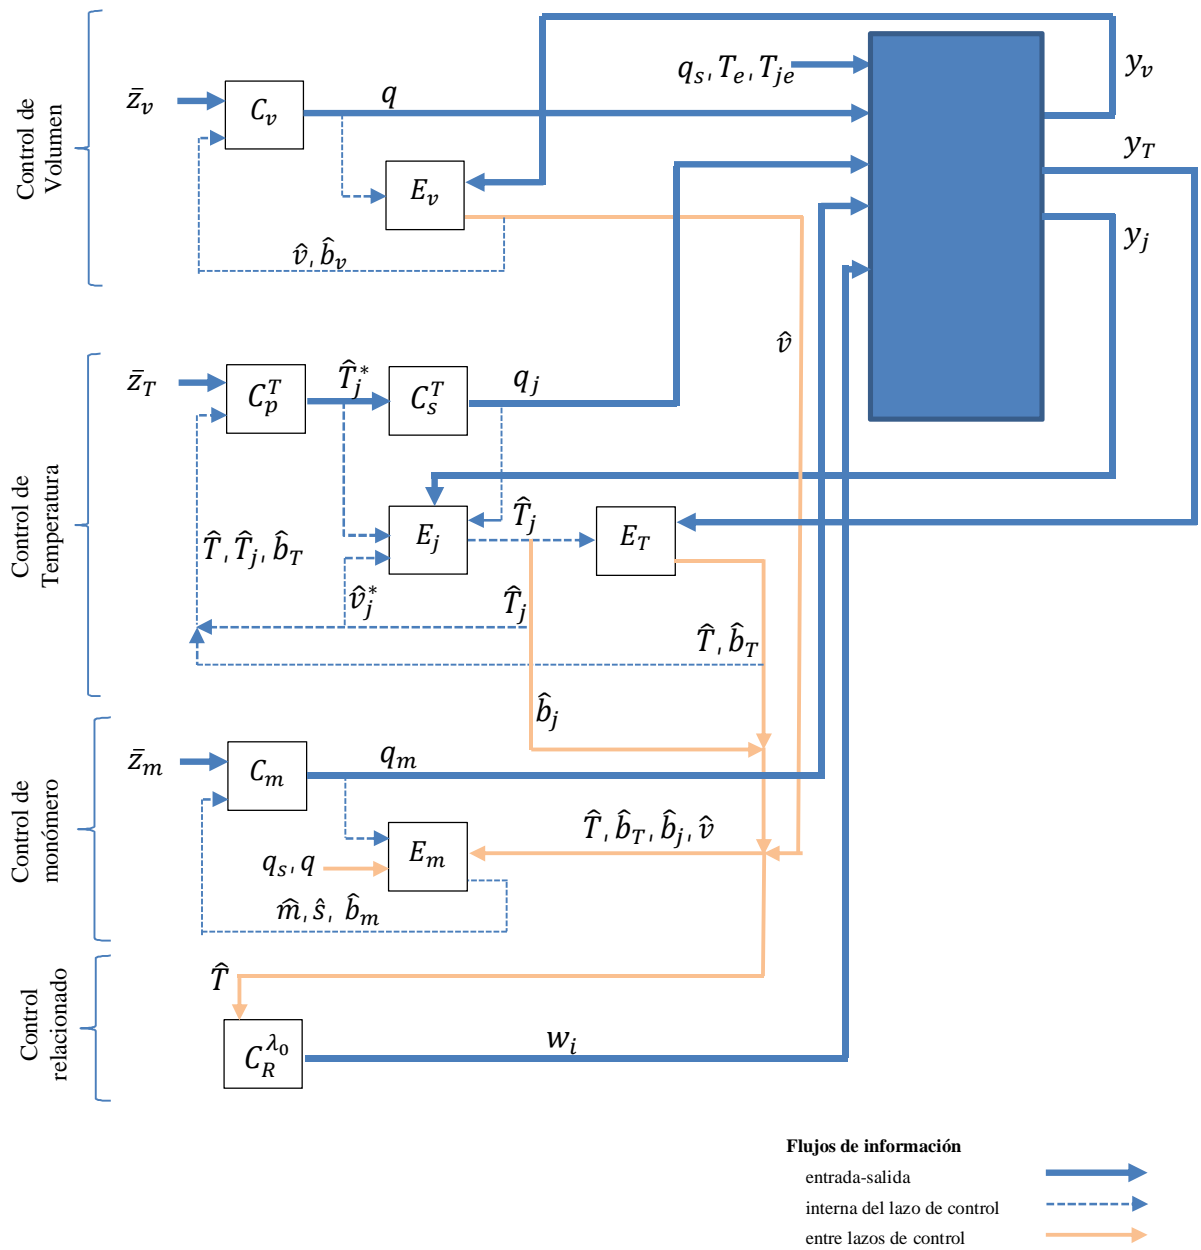 Control de
Volumen
z̄_v
C_v
q
q_s, T_e, T_{je}
y_v
E_v
y_T
v̂, b̂_v
y_j
v̂
Control de
Temperatura
z̄_T
C_p^T
T̂_j^*
C_s^T
q_j
T̂, T̂_j, b̂_T
E_j
T̂_j
E_T
v̂_j^*
T̂_j
T̂, b̂_T
b̂_j
Control de
monómero
z̄_m
C_m
q_m
T̂, b̂_T, b̂_j, v̂
q_s, q
E_m
m̂, ŝ, b̂_m
Control
relacionado
T̂
C_R^{λ_0}
w_i
Flujos de información
entrada-salida
interna del lazo de control
entre lazos de control